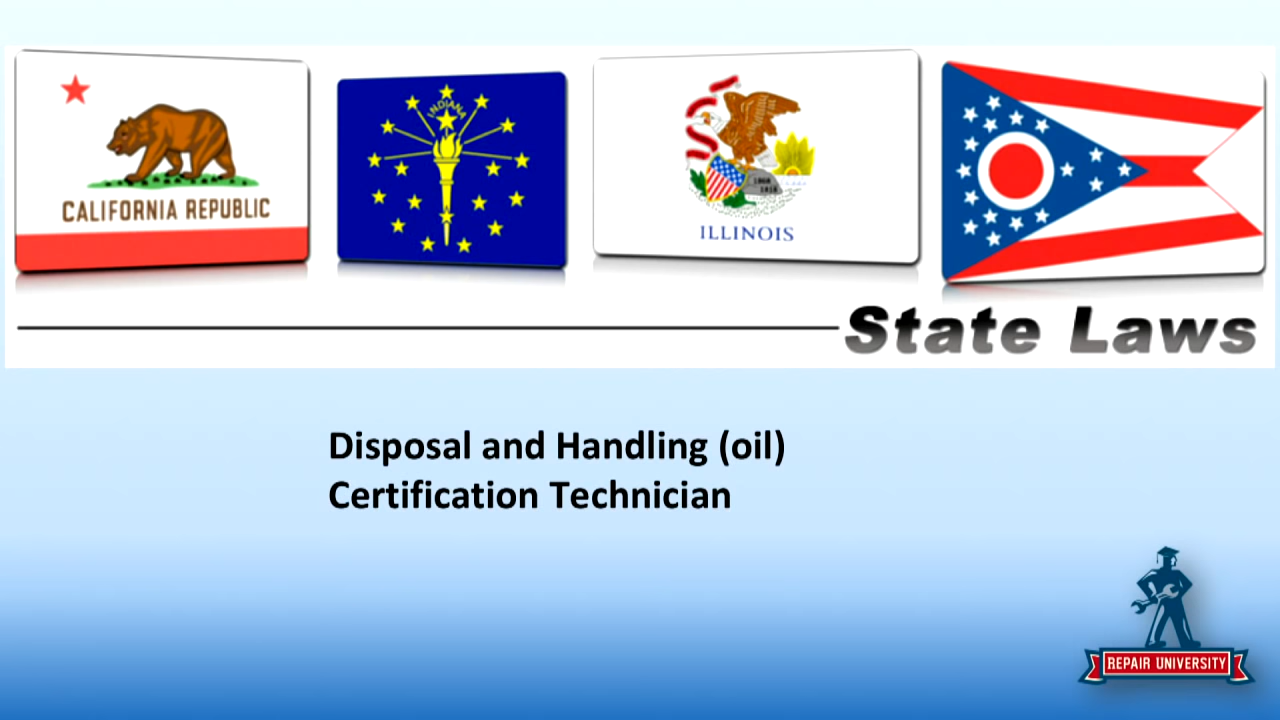 CALIFORNIA REPUBLIC
INDIANA
ILLINOIS
State Laws
Disposal and Handling (oil)
Certification Technician
REPAIR UNIVERSITY